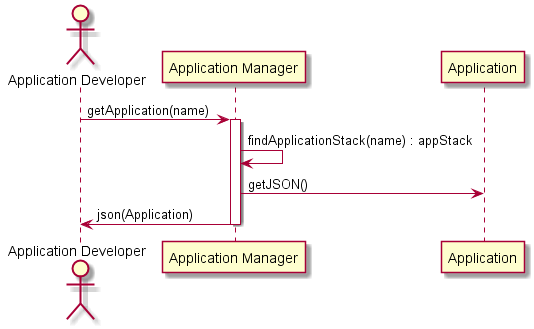 Application Developer
Application Manager
Application
getApplication(name)
findApplicationStack(name) : appStack
getJSON()
json(Application)
Application Developer
Application Manager
Application